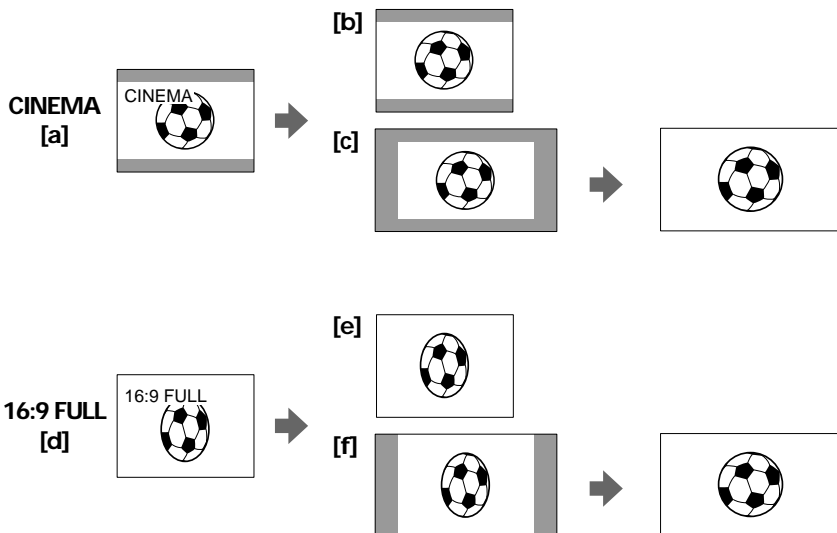 [b]
CINEMA
CINEMA
[a]
[c]
[e]
16:9 FULL
16:9 FULL
[d]
[f]